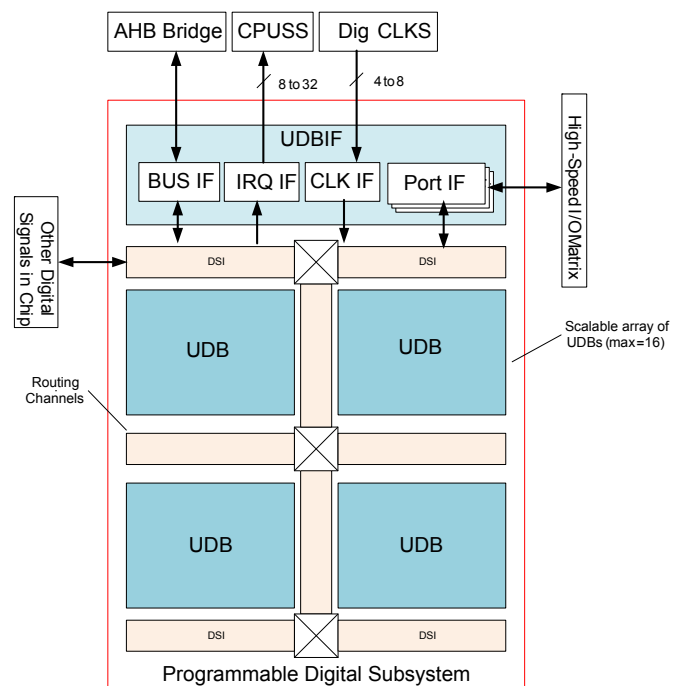 AHB Bridge
CPUSS
Dig CLKS
8 to 32
4 to 8
UDBIF
BUS IF
IRQ IF
CLK IF
Port IF
High-Speed I/O Matrix
Other Digital
Signals in Chip
DSI
DSI
UDB
UDB
Scalable array of
UDBs (max=16)
Routing
Channels
UDB
UDB
DSI
DSI
Programmable Digital Subsystem